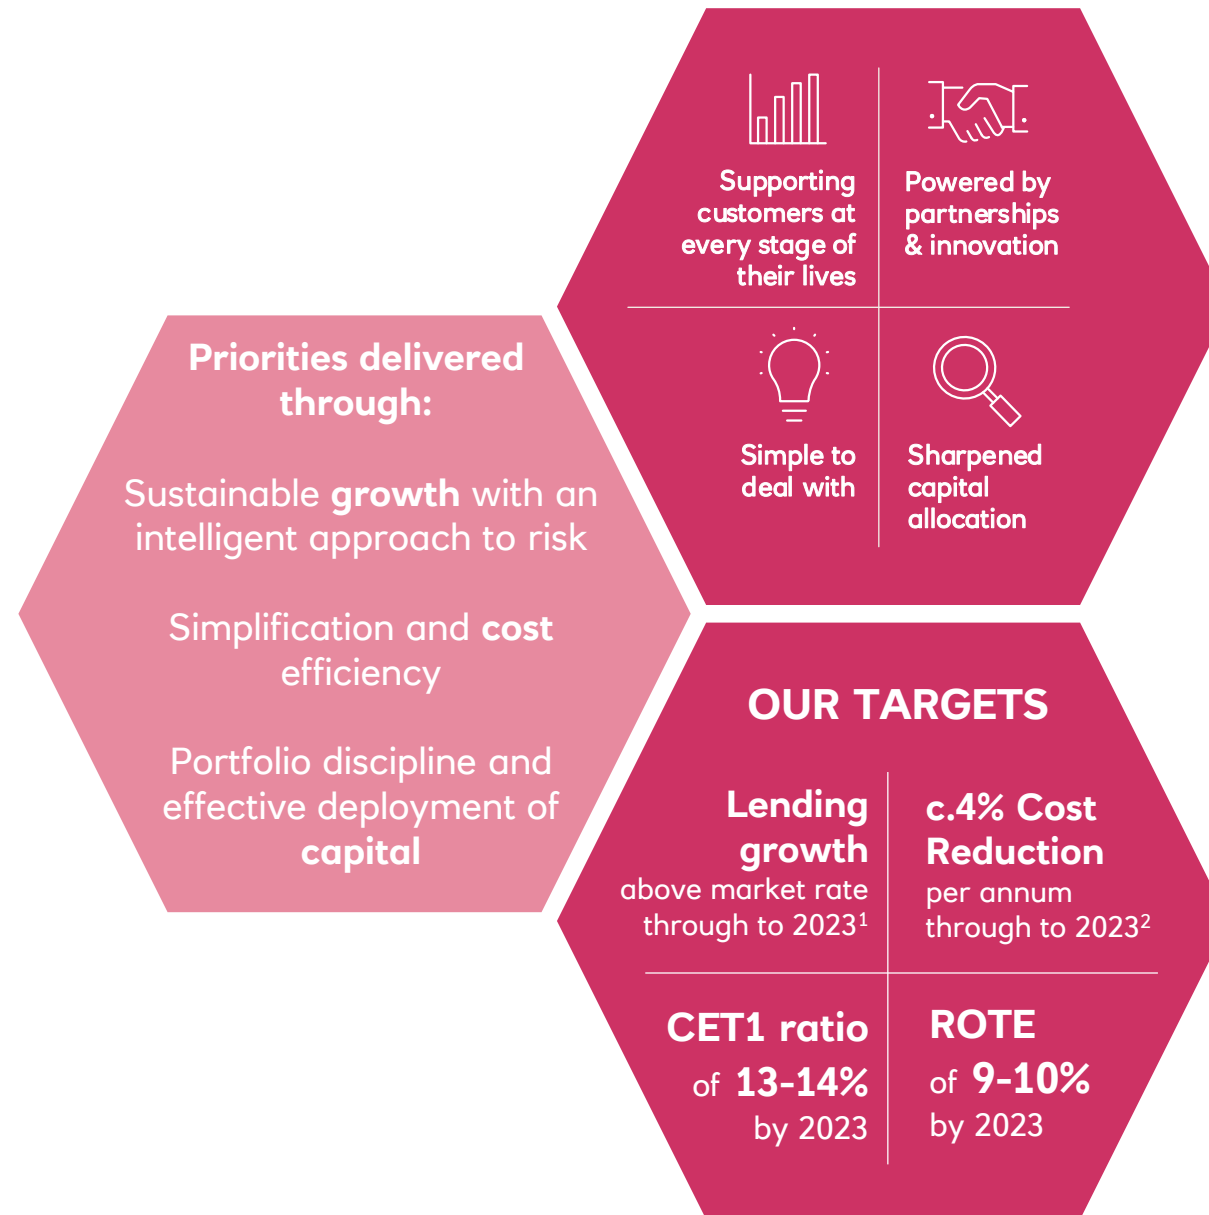 Supporting
customers at
every stage of
their lives
Powered by
partnerships
& innovation
Simple to
deal with
Sharpened
capital
allocation
Priorities delivered
through:
Sustainable growth with an
intelligent approach to risk
Simplification and cost
efficiency
Portfolio discipline and
effective deployment of
capital
OUR TARGETS
Lending
growth
above market rate
through to 2023¹
c.4% Cost
Reduction
per annum
through to 2023²
CET1 ratio
of 13-14%
by 2023
ROTE
of 9-10%
by 2023